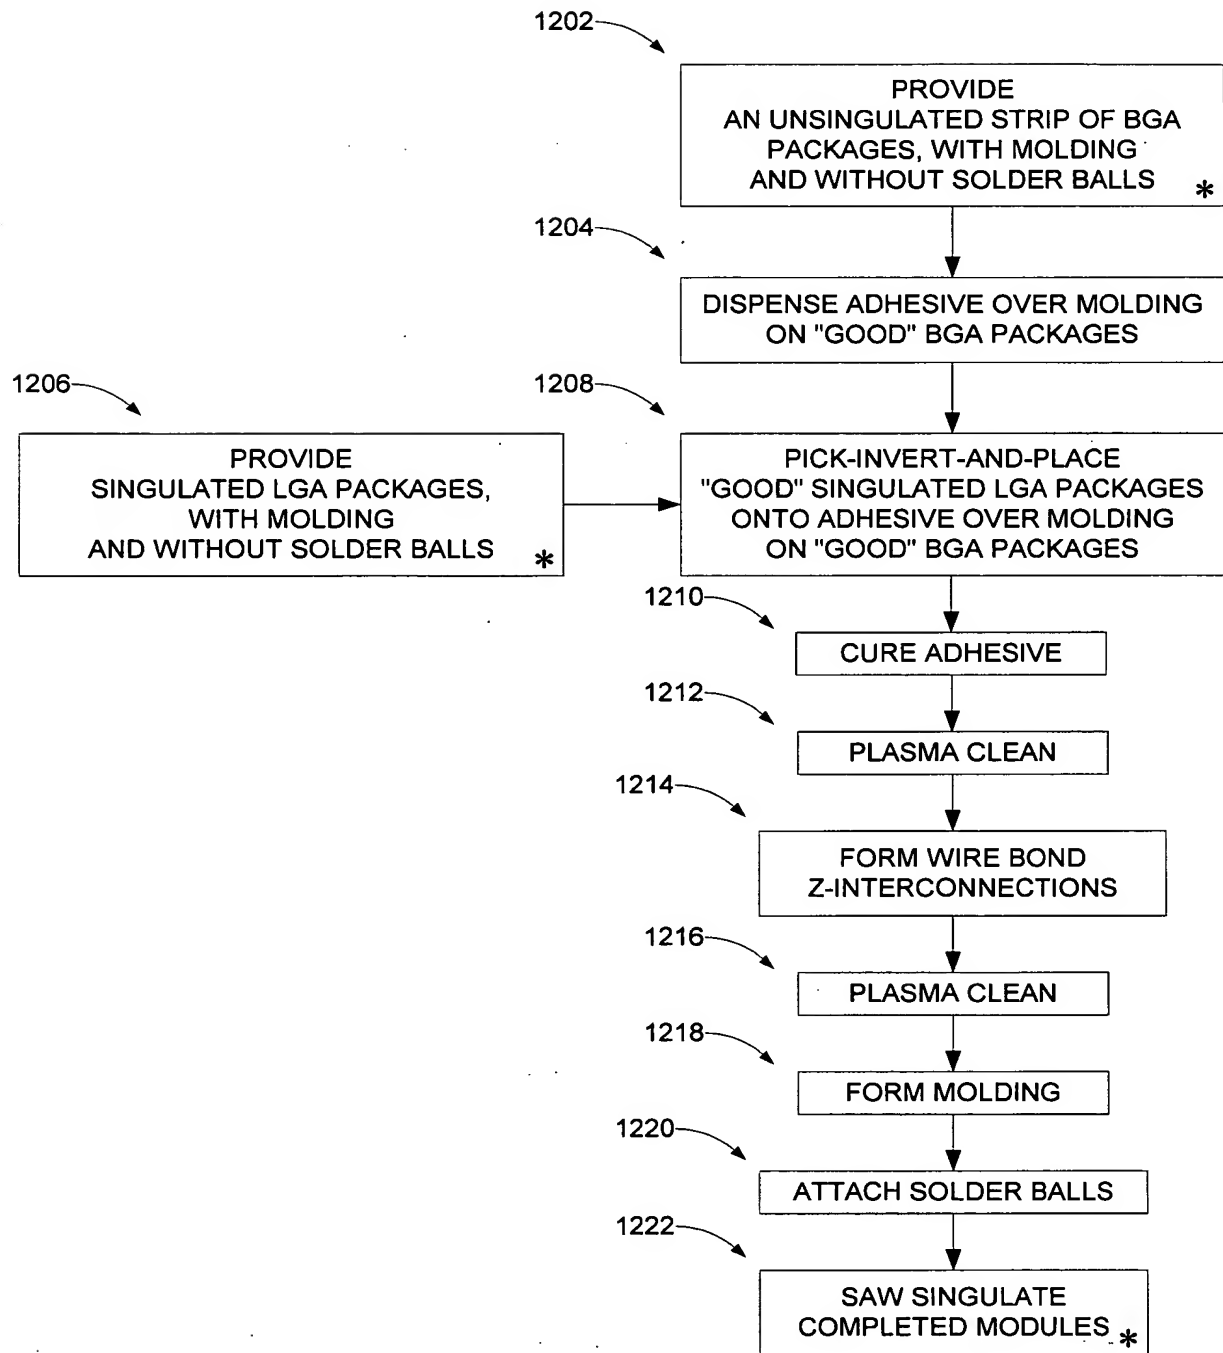 1202
PROVIDE
AN UNSINGULATED STRIP OF BGA
PACKAGES, WITH MOLDING
AND WITHOUT SOLDER BALLS *
1204
DISPENSE ADHESIVE OVER MOLDING
ON "GOOD" BGA PACKAGES
1206
PROVIDE
SINGULATED LGA PACKAGES,
WITH MOLDING
AND WITHOUT SOLDER BALLS *
1208
PICK-INVERT-AND-PLACE
"GOOD" SINGULATED LGA PACKAGES
ONTO ADHESIVE OVER MOLDING
ON "GOOD" BGA PACKAGES
1210
CURE ADHESIVE
1212
PLASMA CLEAN
1214
FORM WIRE BOND
Z-INTERCONNECTIONS
1216
PLASMA CLEAN
1218
FORM MOLDING
1220
ATTACH SOLDER BALLS
1222
SAW SINGULATE
COMPLETED MODULES *